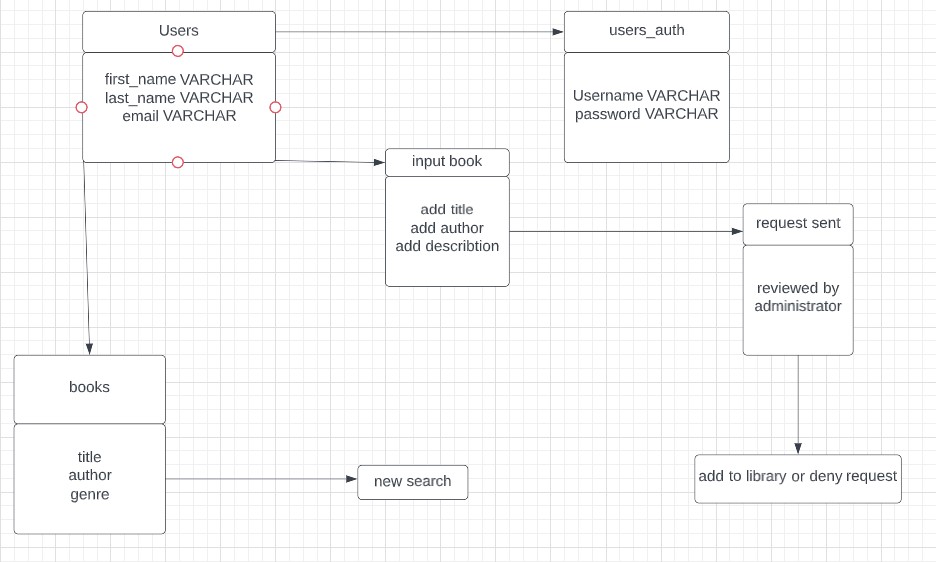 Users
first_name VARCHAR
last_name VARCHAR
email VARCHAR
users_auth
Username VARCHAR
password VARCHAR
input book
add title
add author
add describtion
request sent
reviewed by
administrator
books
title
author
genre
new search
add to library or deny request